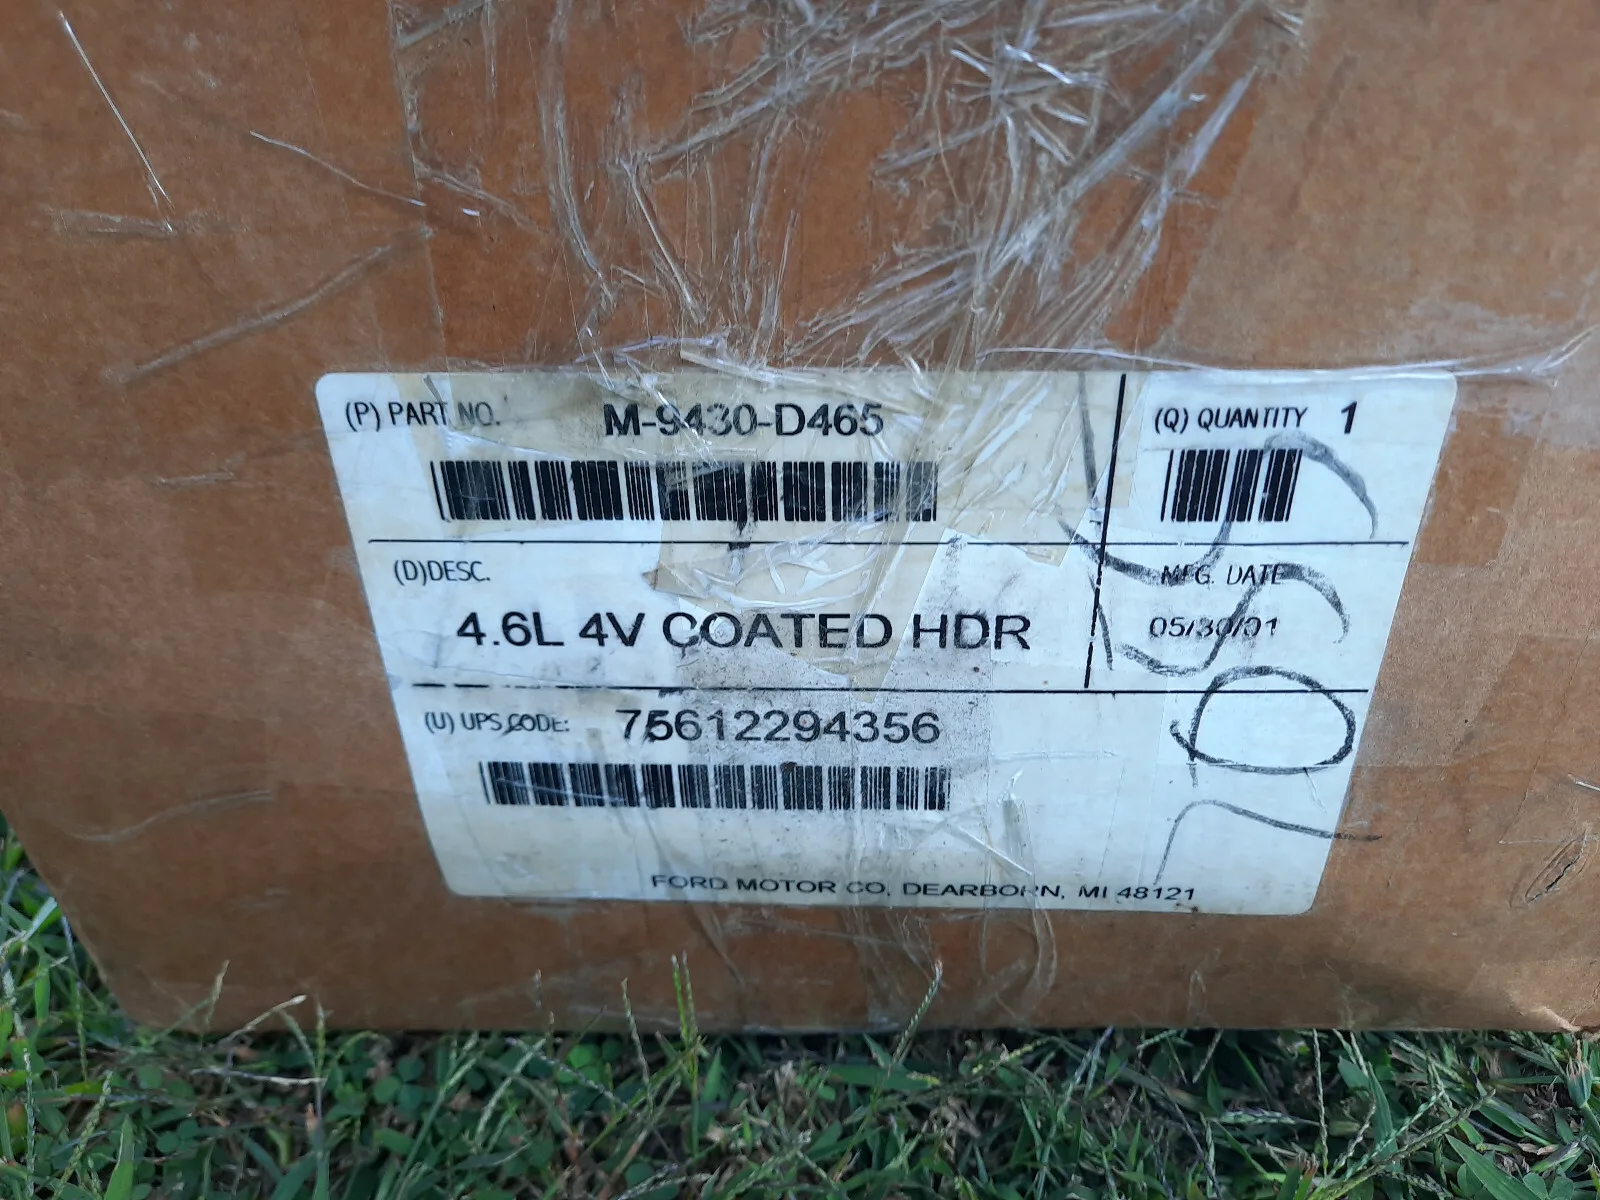 (P) PART NO. M-9430-D465
(Q) QUANTITY 1
(D)DESC.
4.6L 4V COATED HDR
MFG. DATE
05/30/01
(U) UPS CODE: 75612294356
FORD MOTOR CO, DEARBORN, MI 48121